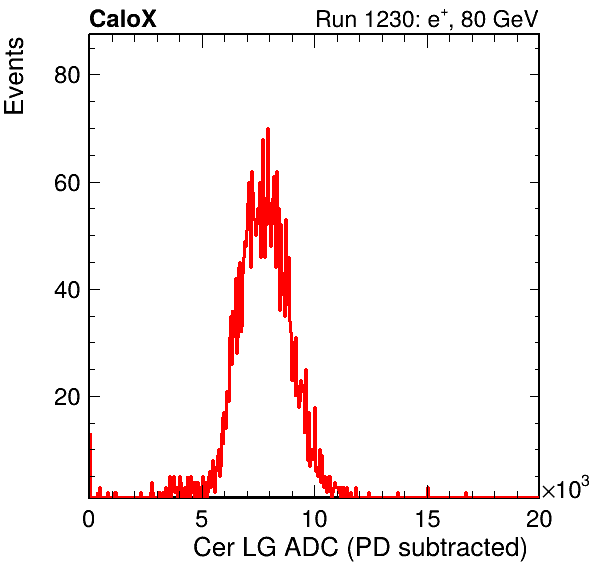 CaloX Run 1230: e⁺, 80 GeV
Events
80
60
40
20
0 5 10 15 20
×10³
Cer LG ADC (PD subtracted)